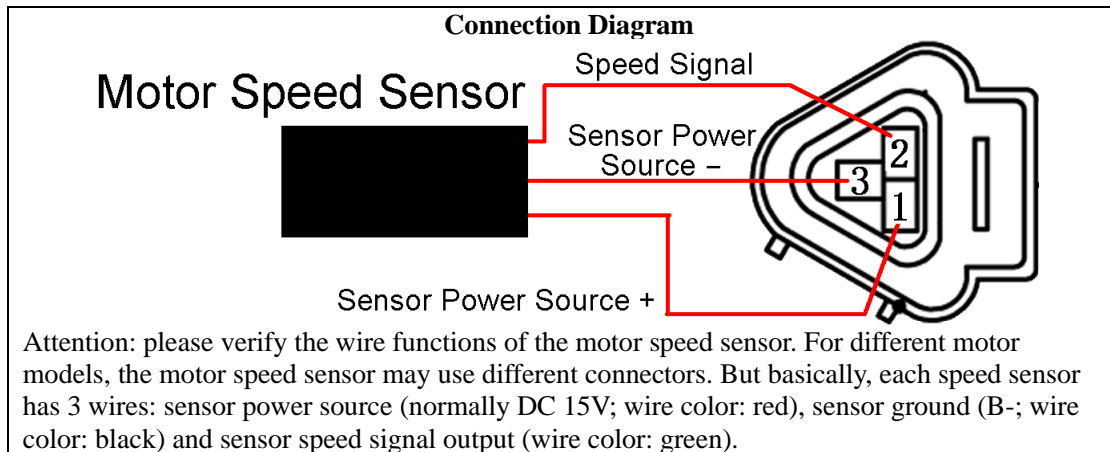 Connection Diagram
Speed Signal
Motor Speed Sensor
Sensor Power
Source –
2
3
1
Sensor Power Source +
Attention: please verify the wire functions of the motor speed sensor. For different motor
models, the motor speed sensor may use different connectors. But basically, each speed sensor
has 3 wires: sensor power source (normally DC 15V; wire color: red), sensor ground (B-; wire
color: black) and sensor speed signal output (wire color: green).